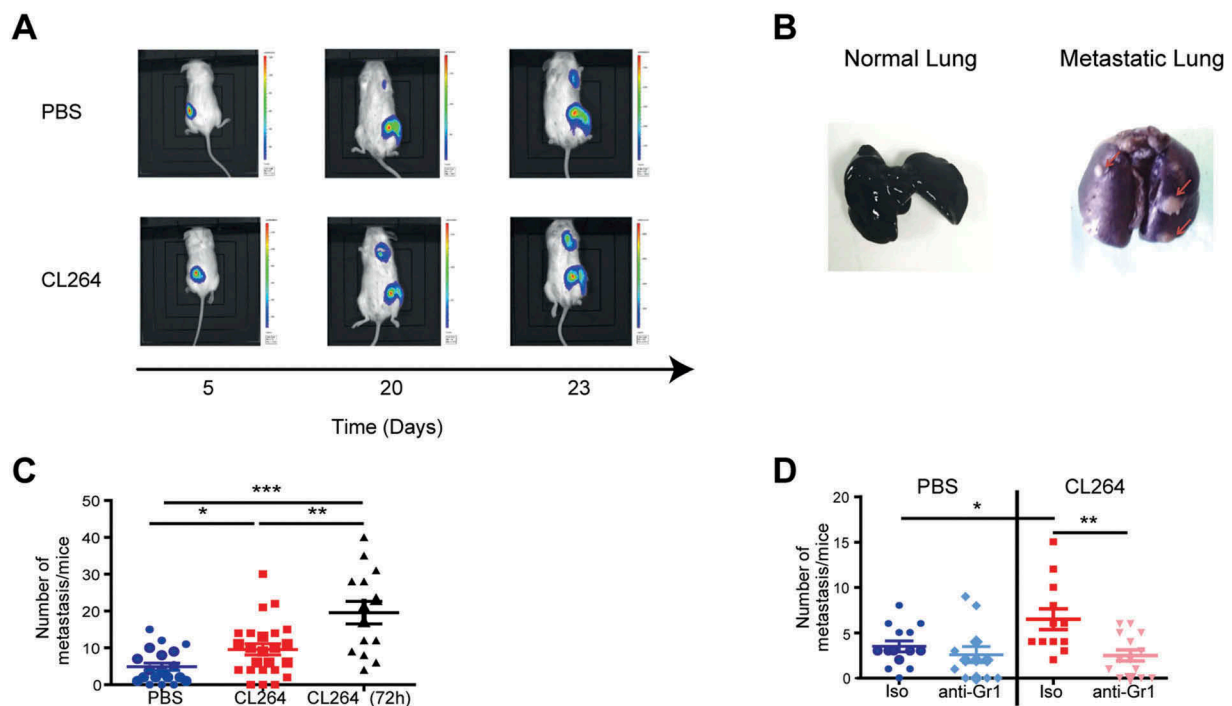 A
PBS
CL264
5 20 23
Time (Days)
B
Normal Lung
Metastatic Lung
C
Number of
metastasis/mice
50
40
30
20
10
0
***
* **
PBS CL264 CL264 (72h)
D
PBS CL264
Number of
metastasis/mice
20
15
10
5
0
*
**
Iso anti-Gr1 Iso anti-Gr1